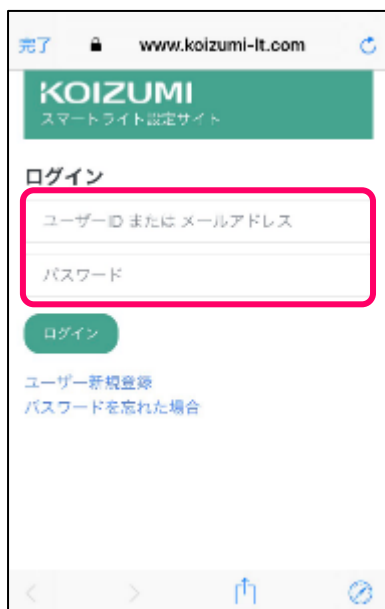 完了 www.koizumi-lt.com
KOIZUMI
スマートライト設定サイト
ログイン
ユーザーID または メールアドレス
パスワード
ログイン
ユーザー新規登録
パスワードを忘れた場合